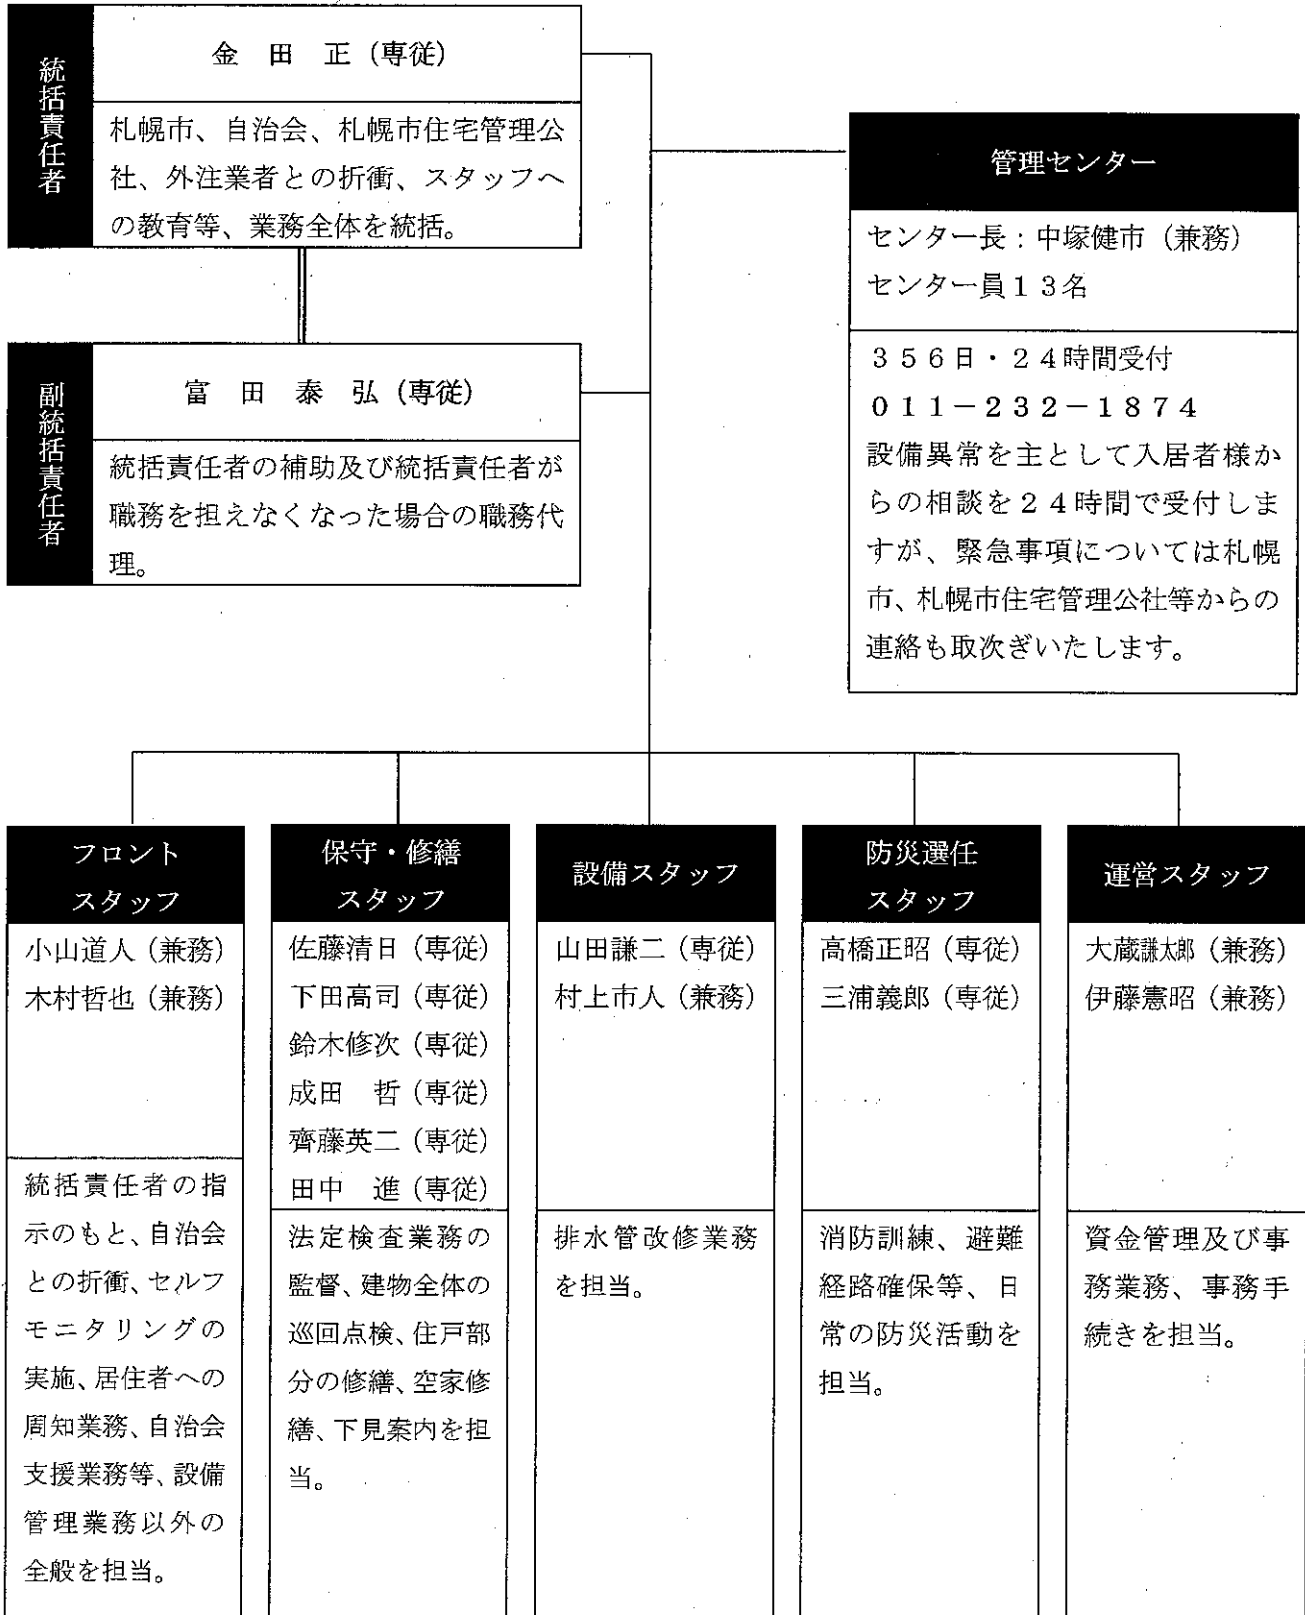 統括責任者
金田正（専従）
札幌市、自治会、札幌市住宅管理公
社、外注業者との折衝、スタッフへ
の教育等、業務全体を統括。
副統括責任者
富田泰弘（専従）
統括責任者の補助及び統括責任者が
職務を担えなくなった場合の職務代
理。
管理センター
センター長：中塚健市（兼務）
センター員１３名
３５６日・２４時間受付
０１１－２３２－１８７４
設備異常を主として入居者様か
らの相談を２４時間で受付しま
すが、緊急事項については札幌
市、札幌市住宅管理公社等からの
連絡も取次ぎいたします。
フロント
スタッフ
小山道人（兼務）
木村哲也（兼務）
統括責任者の指
示のもと、自治会
との折衝、セルフ
モニタリングの
実施、居住者への
周知業務、自治会
支援業務等、設備
管理業務以外の
全般を担当。
保守・修繕
スタッフ
佐藤清日（専従）
下田高司（専従）
鈴木修次（専従）
成田　哲（専従）
齊藤英二（専従）
田中　進（専従）
法定検査業務の
監督、建物全体の
巡回点検、住戸部
分の修繕、空家修
繕、下見案内を担
当。
設備スタッフ
山田謙二（専従）
村上市人（兼務）
排水管改修業務
を担当。
防災選任
スタッフ
高橋正昭（専従）
三浦義郎（専従）
消防訓練、避難
経路確保等、日
常の防災活動を
担当。
運営スタッフ
大蔵謙太郎（兼務）
伊藤憲昭（兼務）
資金管理及び事
務業務、事務手
続きを担当。